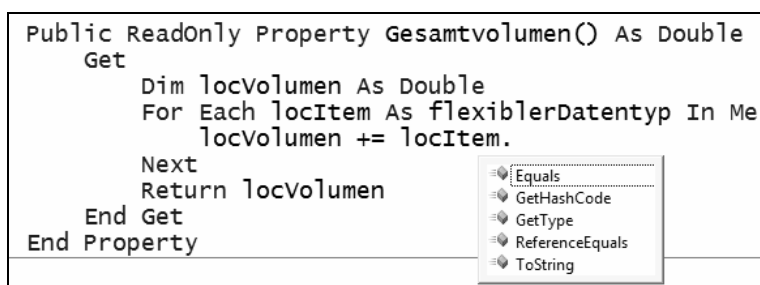 Public ReadOnly Property Gesamtvolumen() As Double
Get
Dim locVolumen As Double
For Each locItem As flexiblerDatentyp In Me
locVolumen += locItem.
Next
Return locVolumen
End Get
End Property
Equals
GetHashCode
GetType
ReferenceEquals
ToString